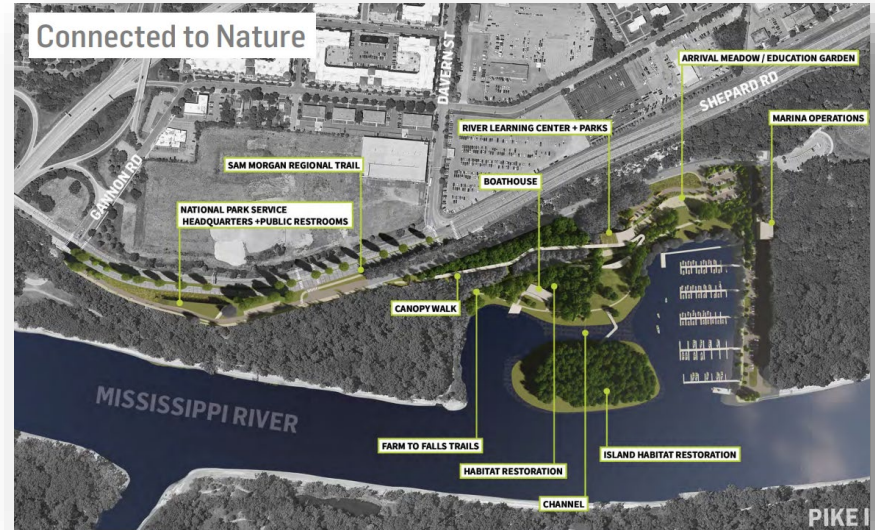 Connected to Nature
DAVERN ST
ARRIVAL MEADOW / EDUCATION GARDEN
SHEPARD RD
MARINA OPERATIONS
RIVER LEARNING CENTER + PARKS
SAM MORGAN REGIONAL TRAIL
BOATHOUSE
GANNON RD
NATIONAL PARK SERVICE
HEADQUARTERS +PUBLIC RESTROOMS
CANOPY WALK
MISSISSIPPI RIVER
FARM TO FALLS TRAILS
ISLAND HABITAT RESTORATION
HABITAT RESTORATION
CHANNEL
PIKE I